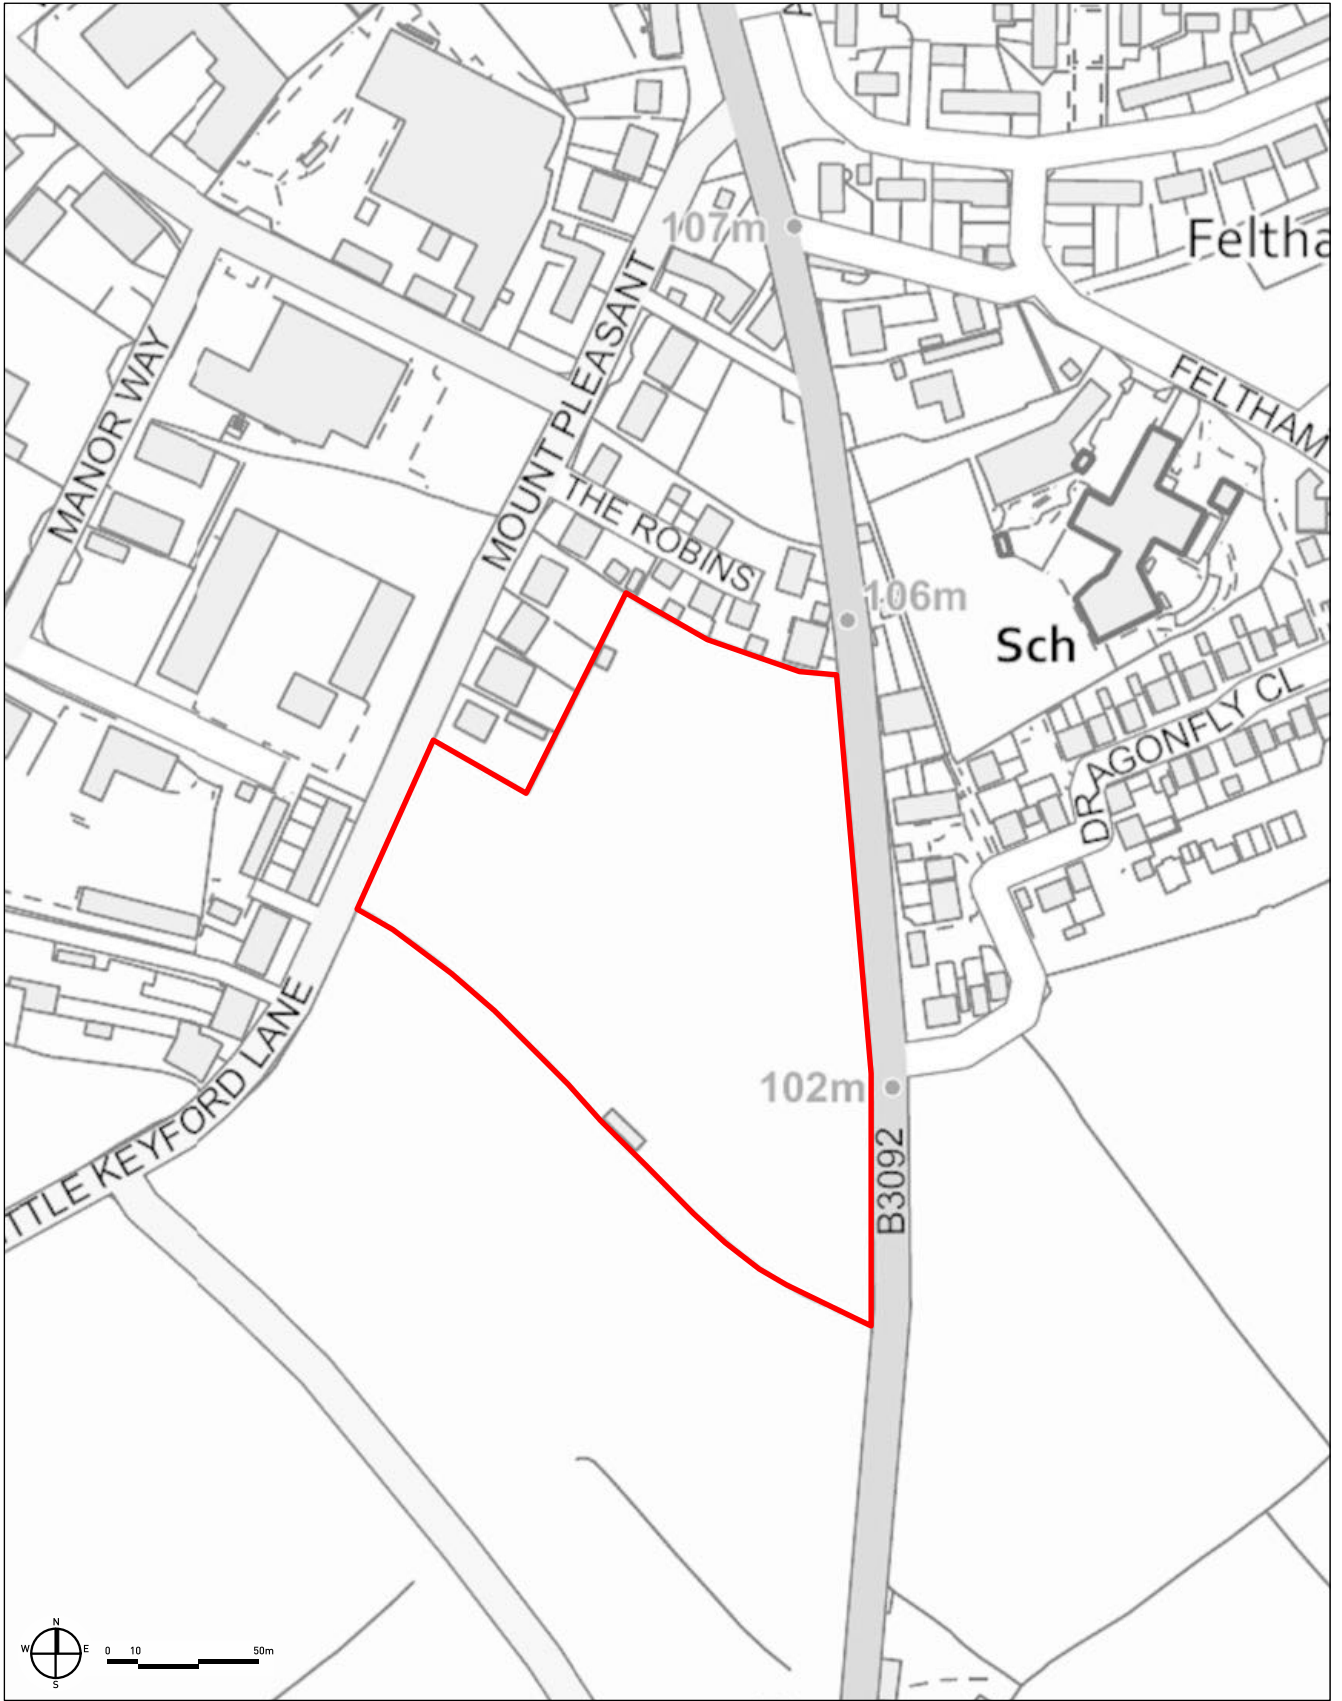 107m
Feltha
MOUNT PLEASANT
MANOR WAY
FELTHAM
THE ROBINS
106m
Sch
DRAGONFLY CL
LITTLE KEYFORD LANE
102m
B3092
N
W E
S
0 10 50m